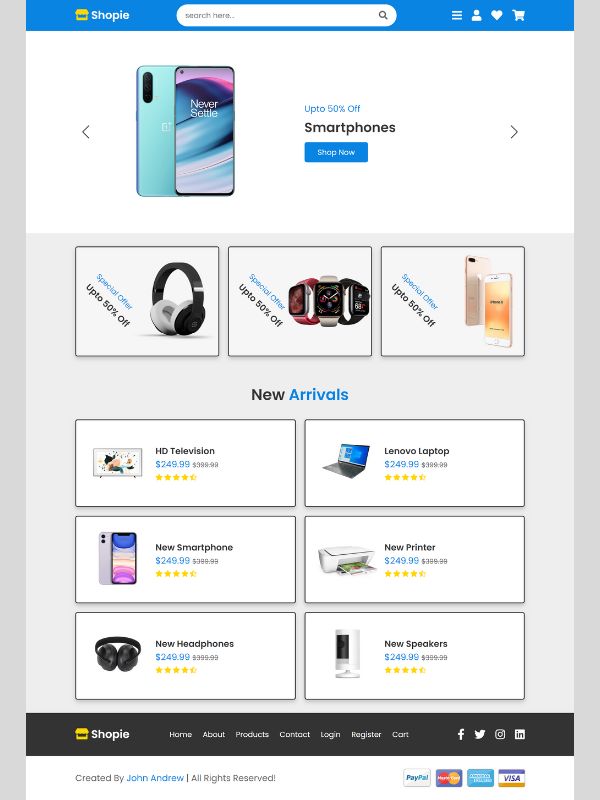 Shopie
search here..
Never
Settle
Upto 50% Off
Smartphones
Shop Now
Special Offer
Upto 50% Off
Special Offer
Upto 50% Off
Special Offer
Upto 50% Off
New Arrivals
HD Television
$249.99 $399.99
Lenovo Laptop
$249.99 $399.99
New Smartphone
$249.99 $399.99
New Printer
$249.99 $399.99
New Headphones
$249.99 $399.99
New Speakers
$249.99 $399.99
Shopie
Home About Products Contact Login Register Cart
Created By John Andrew | All Rights Reserved!
PayPal MasterCard VISA